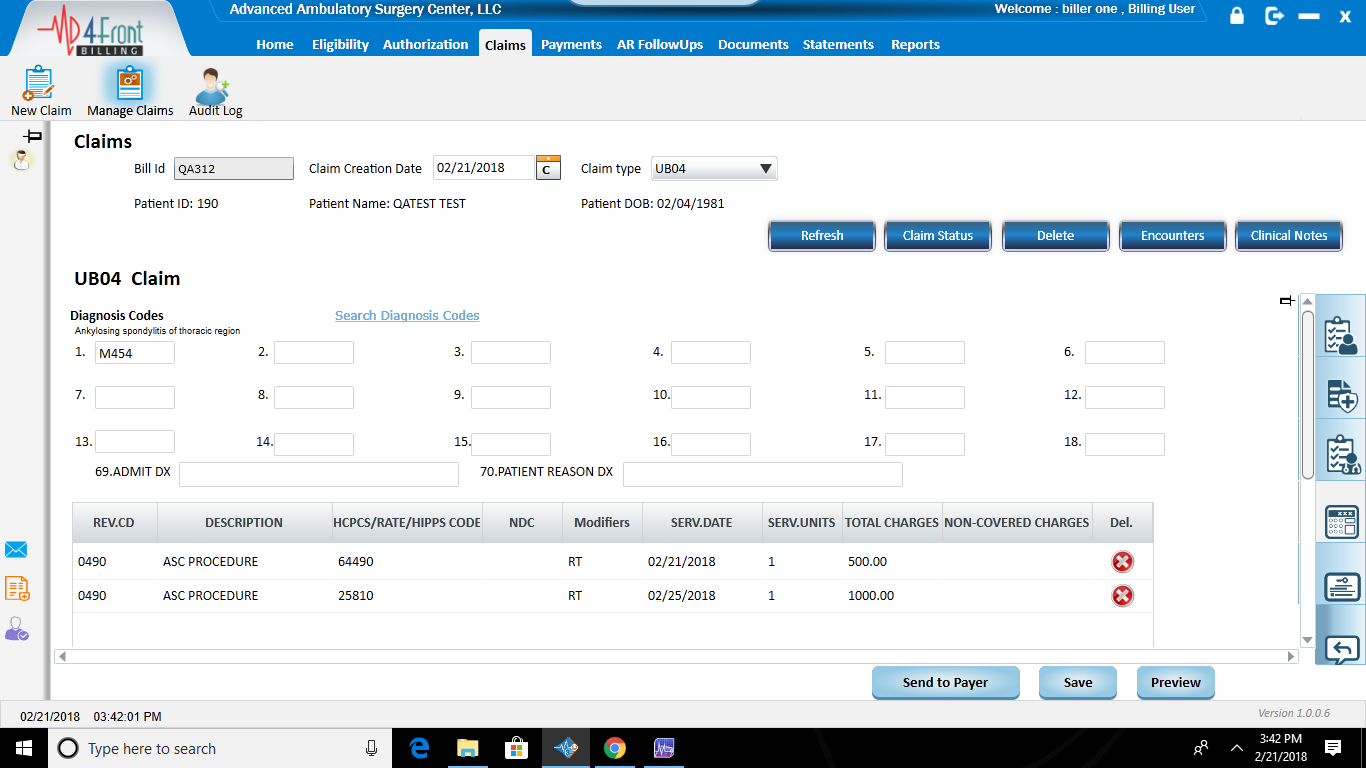 Advanced Ambulatory Surgery Center, LLC
Welcome : biller one , Billing User
4Front
BILLING
Home Eligibility Authorization Claims Payments AR FollowUps Documents Statements Reports
New Claim Manage Claims Audit Log
Claims
Bill Id QA312 Claim Creation Date 02/21/2018 C Claim type UB04
Patient ID: 190 Patient Name: QATEST TEST Patient DOB: 02/04/1981
Refresh Claim Status Delete Encounters Clinical Notes
UB04 Claim
Diagnosis Codes Search Diagnosis Codes
Ankylosing spondylitis of thoracic region
1. M454 2. 3. 4. 5. 6.
7. 8. 9. 10. 11. 12.
13. 14. 15. 16. 17. 18.
69.ADMIT DX 70.PATIENT REASON DX
REV.CD DESCRIPTION HCPCS/RATE/HIPPS CODE NDC Modifiers SERV.DATE SERV.UNITS TOTAL CHARGES NON-COVERED CHARGES Del.
0490 ASC PROCEDURE 64490 RT 02/21/2018 1 500.00
0490 ASC PROCEDURE 25810 RT 02/25/2018 1 1000.00
Send to Payer Save Preview
02/21/2018 03:42:01 PM
Version 1.0.0.6
Type here to search
3:42 PM
2/21/2018